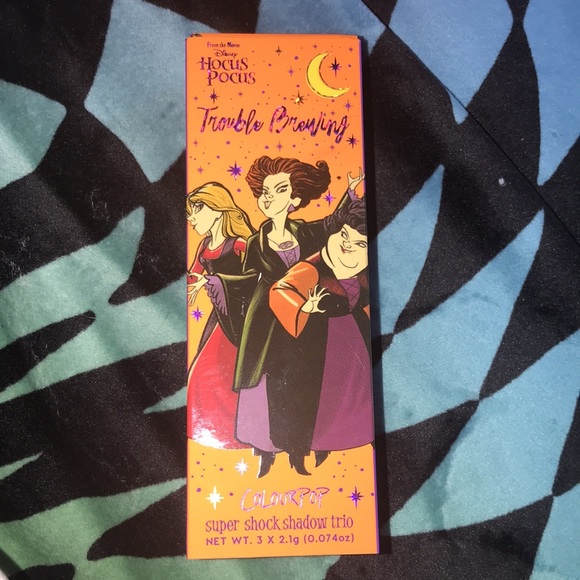 From the Movie
Disney
Hocus
Pocus
Trouble Brewing
COLOURPOP
super shock shadow trio
NET WT. 3 X 2.1g (0.074oz)